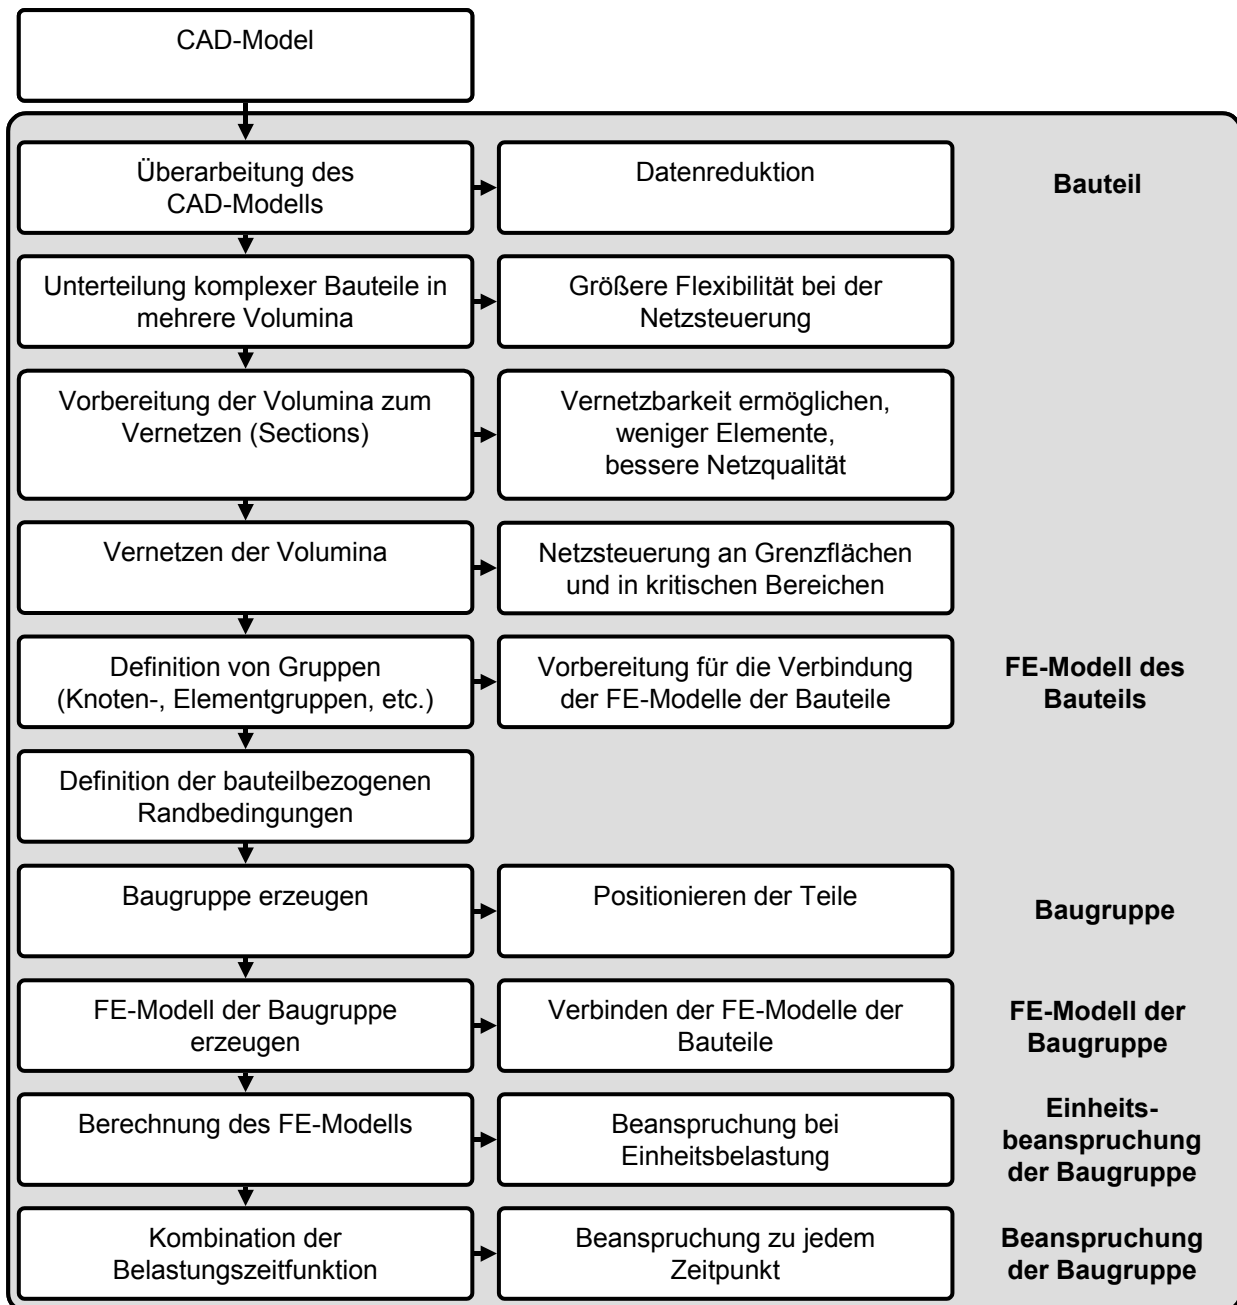 CAD-Model
Überarbeitung des
CAD-Modells
Datenreduktion
Bauteil
Unterteilung komplexer Bauteile in
mehrere Volumina
Größere Flexibilität bei der
Netzsteuerung
Vorbereitung der Volumina zum
Vernetzen (Sections)
Vernetzbarkeit ermöglichen,
weniger Elemente,
bessere Netzqualität
Vernetzen der Volumina
Netzsteuerung an Grenzflächen
und in kritischen Bereichen
Definition von Gruppen
(Knoten-, Elementgruppen, etc.)
Vorbereitung für die Verbindung
der FE-Modelle der Bauteile
FE-Modell des
Bauteils
Definition der bauteilbezogenen
Randbedingungen
Baugruppe erzeugen
Positionieren der Teile
Baugruppe
FE-Modell der Baugruppe
erzeugen
Verbinden der FE-Modelle der
Bauteile
FE-Modell der
Baugruppe
Berechnung des FE-Modells
Beanspruchung bei
Einheitsbelastung
Einheits-
beanspruchung
der Baugruppe
Kombination der
Belastungszeitfunktion
Beanspruchung zu jedem
Zeitpunkt
Beanspruchung
der Baugruppe